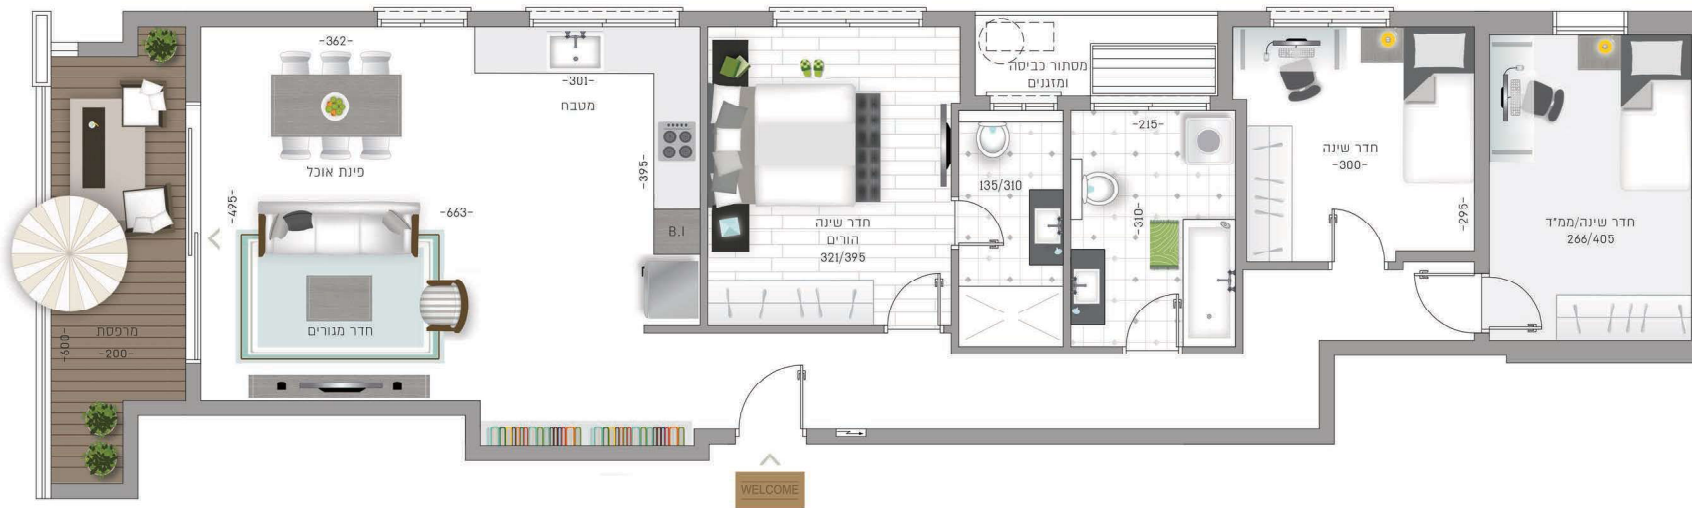 -362-
-301-
מטבח
פינת אוכל
-495-
-663-
-395-
B.I
חדר מגורים
מרפסת
-200-
-600-
חדר שינה
הורים
321/395
מסתור כביסה
ומזגנים
135/310
-215-
-310-
חדר שינה
-300-
-295-
חדר שינה/ממ"ד
266/405
WELCOME